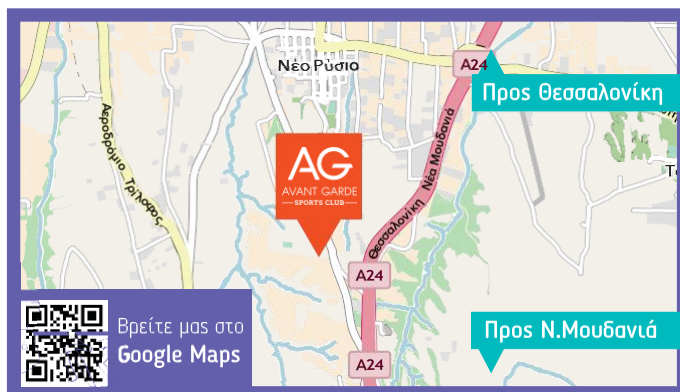 Νέο Ρύσιο
A24
Προς Θεσσαλονίκη
Αεροδρόμιο Τρίλοφος
AG
AVANT GARDE
SPORTS CLUB
Θεσσαλονίκη Νέα Μουδανιά
A24
Προς Ν.Μουδανιά
Βρείτε μας στο
Google Maps
A24